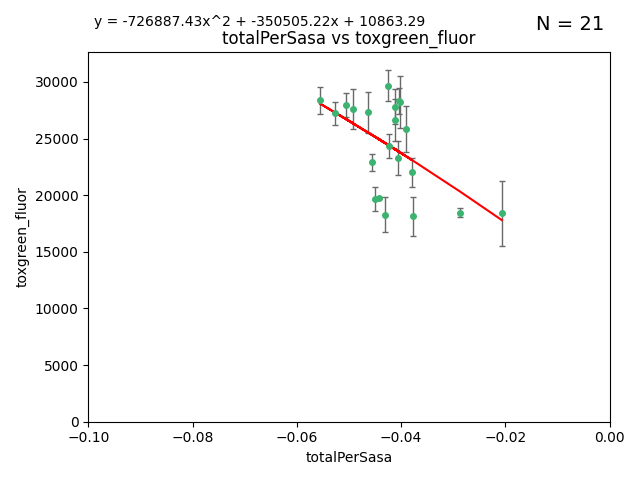 y = -726887.43x^2 + -350505.22x + 10863.29
N = 21
totalPerSasa vs toxgreen_fluor
30000
25000
20000
15000
10000
5000
0
toxgreen_fluor
−0.10
−0.08
−0.06
−0.04
−0.02
0.00
totalPerSasa